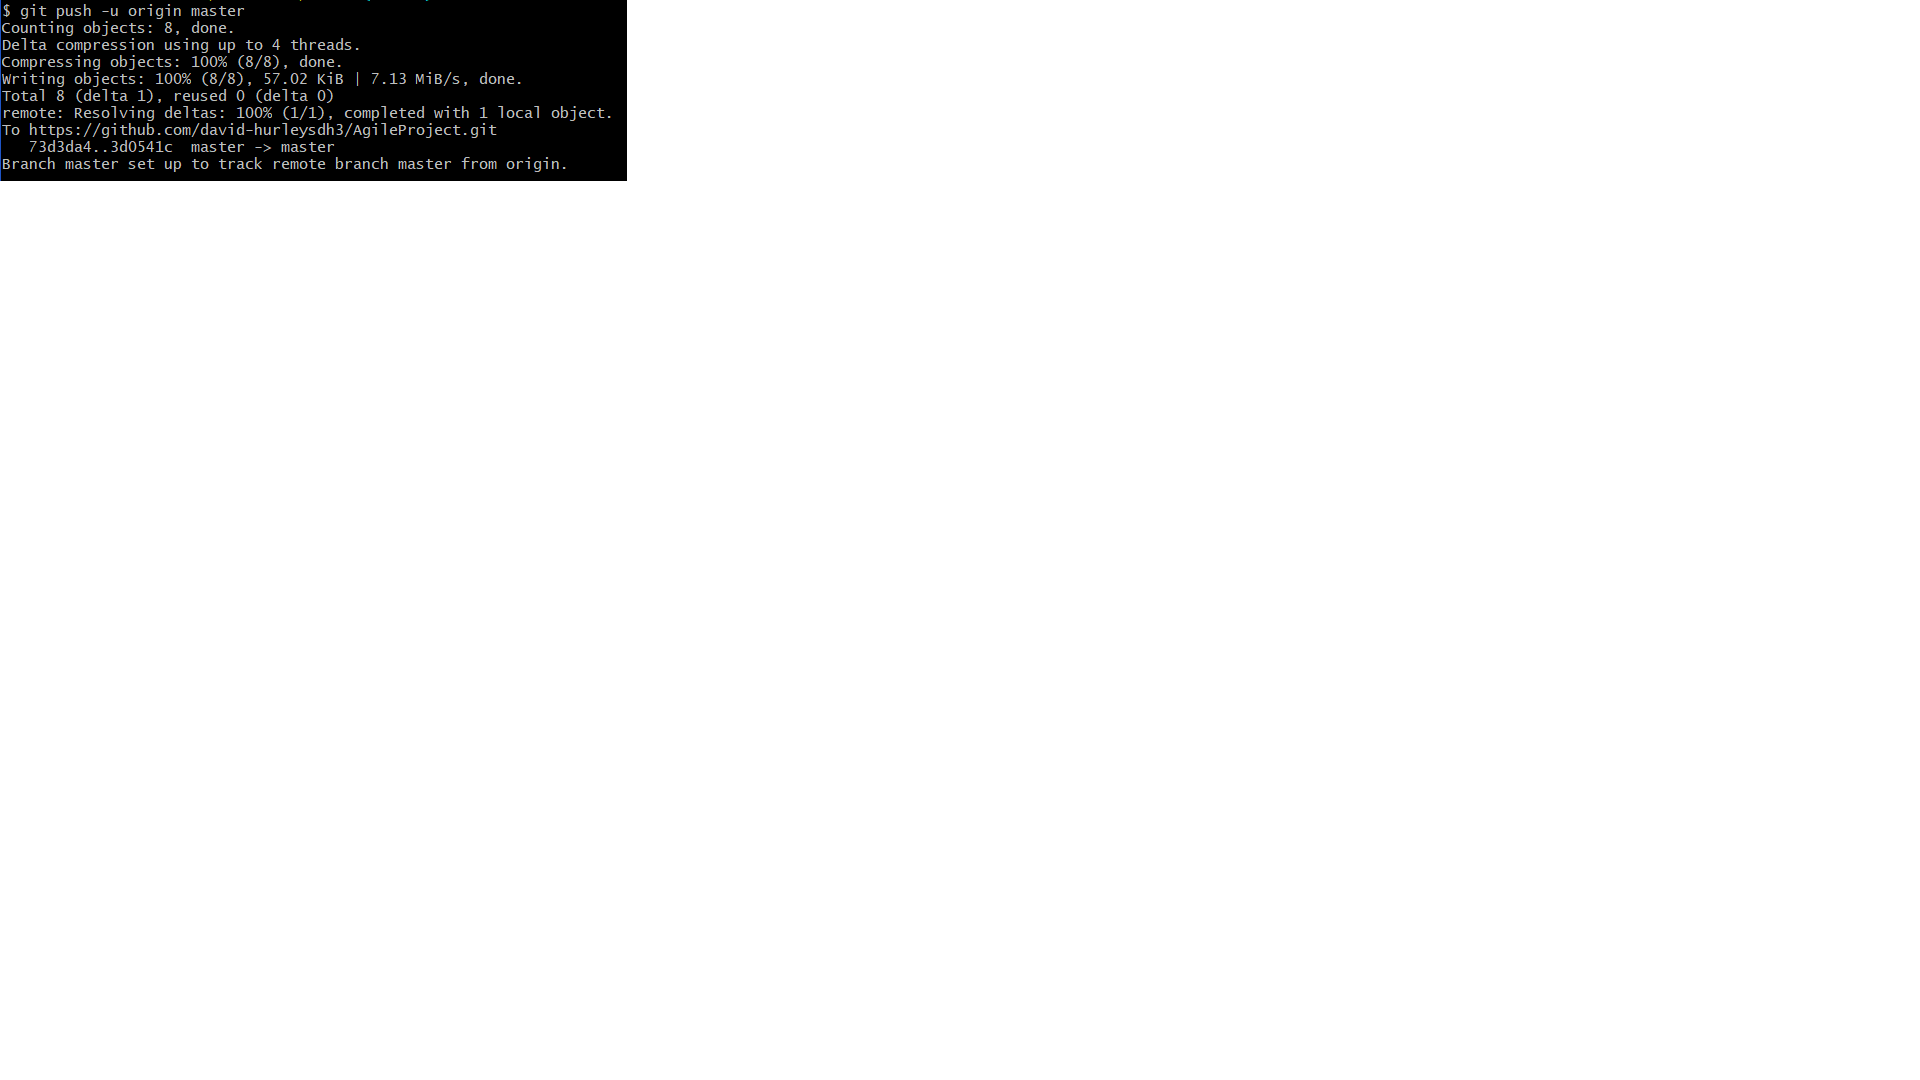 $ git push -u origin master
Counting objects: 8, done.
Delta compression using up to 4 threads.
Compressing objects: 100% (8/8), done.
Writing objects: 100% (8/8), 57.02 KiB | 7.13 MiB/s, done.
Total 8 (delta 1), reused 0 (delta 0)
remote: Resolving deltas: 100% (1/1), completed with 1 local object.
To https://github.com/david-hurleysdh3/AgileProject.git
   73d3da4..3d0541c  master -> master
Branch master set up to track remote branch master from origin.